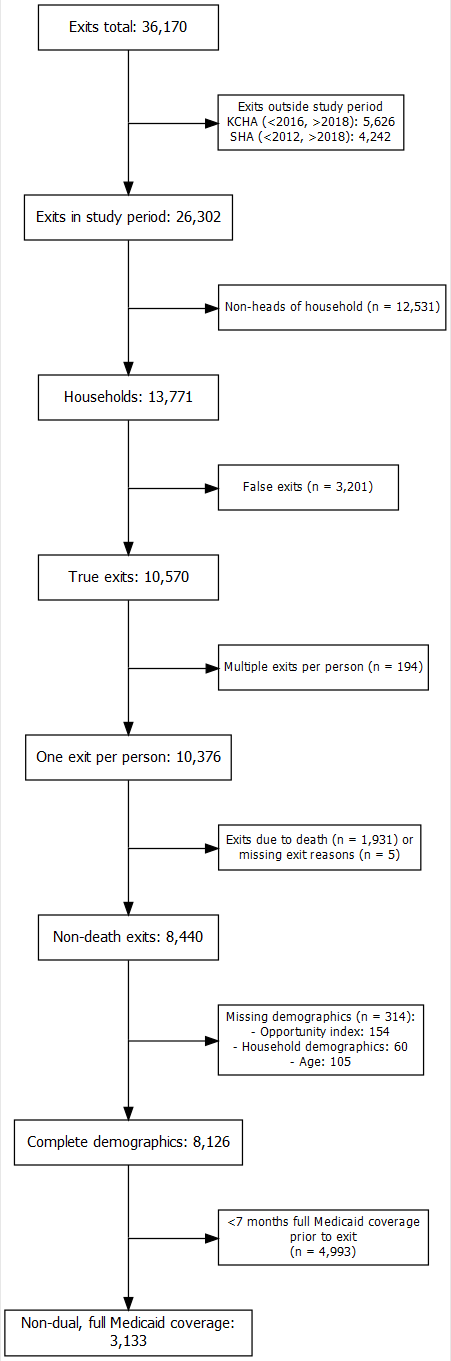 Exits total: 36,170
Exits outside study period
KCHA (<2016, >2018): 5,626
SHA (<2012, >2018): 4,242
Exits in study period: 26,302
Non-heads of household (n = 12,531)
Households: 13,771
False exits (n = 3,201)
True exits: 10,570
Multiple exits per person (n = 194)
One exit per person: 10,376
Exits due to death (n = 1,931) or
missing exit reasons (n = 5)
Non-death exits: 8,440
Missing demographics (n = 314):
- Opportunity index: 154
- Household demographics: 60
- Age: 105
Complete demographics: 8,126
<7 months full Medicaid coverage
prior to exit
(n = 4,993)
Non-dual, full Medicaid coverage:
3,133